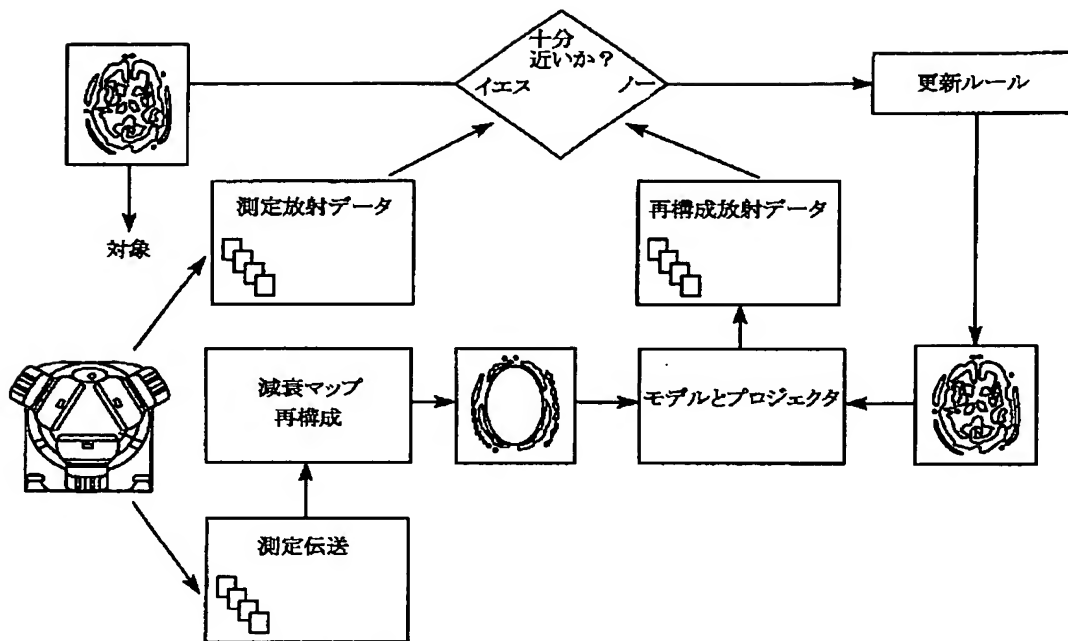 十分
近いか?
イエス
ノー
更新ルール
対象
測定放射データ
再構成放射データ
減衰マップ
再構成
モデルとプロジェクタ
測定伝送